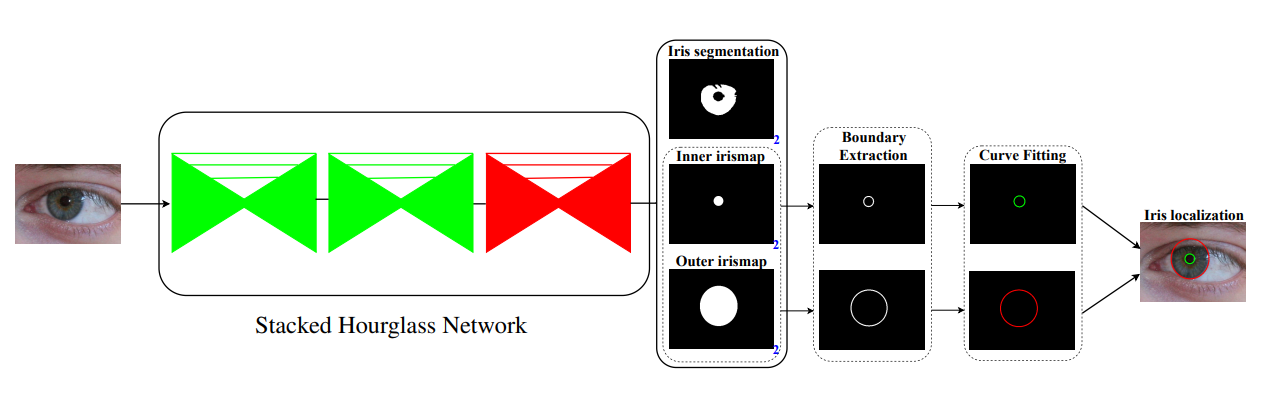 Iris segmentation
2
Inner irismap
2
Outer irismap
2
Boundary
Extraction
Curve Fitting
Iris localization
Stacked Hourglass Network